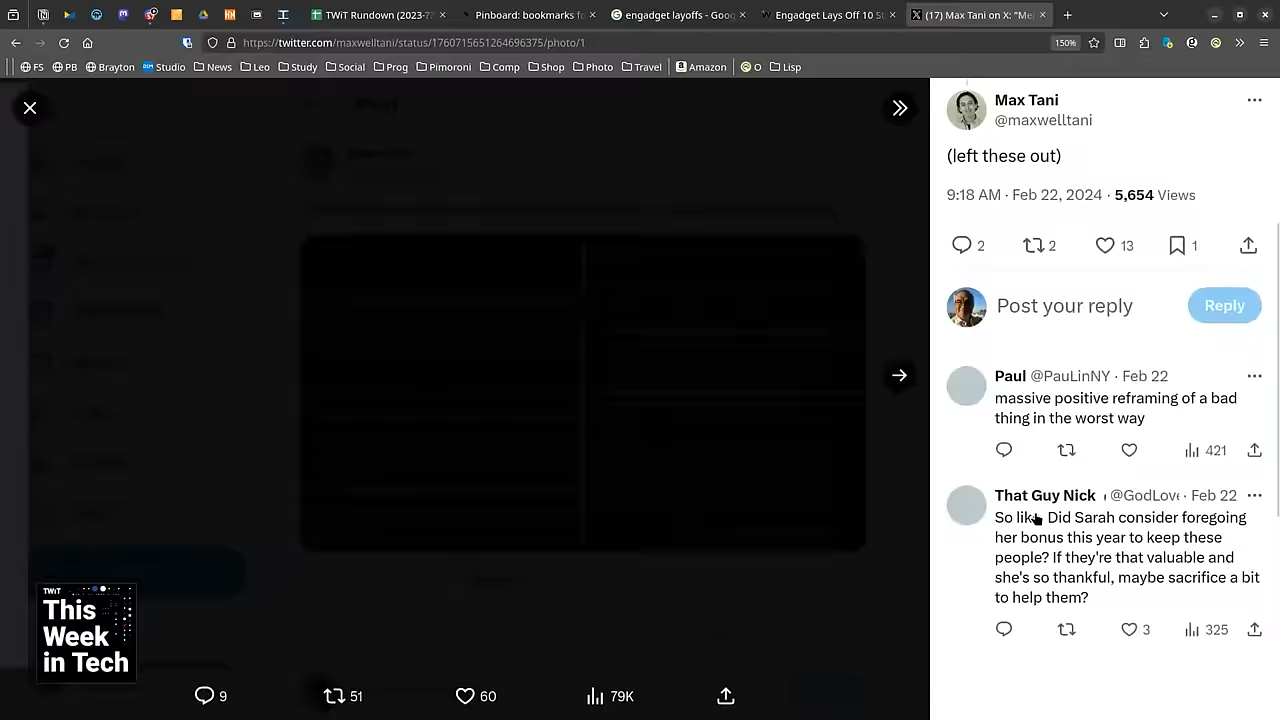 TWiT Rundown (2023-
Pinboard: bookmarks f
engadget layoffs - Goo
Engadget Lays Off 10 S
(17) Max Tani on X: "Me
https://twitter.com/maxwelltani/status/1760715651264696375/photo/1
150%
FS
PB
Brayton
Studio
News
Leo
Study
Social
Prog
Pimoroni
Comp
Shop
Photo
Travel
Amazon
O
Lisp
Max Tani
@maxwelltani
(left these out)
9:18 AM · Feb 22, 2024 · 5,654 Views
2
2
13
1
Post your reply
Reply
Paul @PauLinNY · Feb 22
massive positive reframing of a bad
thing in the worst way
421
That Guy Nick @GodLov · Feb 22
So like Did Sarah consider foregoing
her bonus this year to keep these
people? If they're that valuable and
she's so thankful, maybe sacrifice a bit
to help them?
3
325
TWiT
This
Week
in Tech
9
51
60
79K